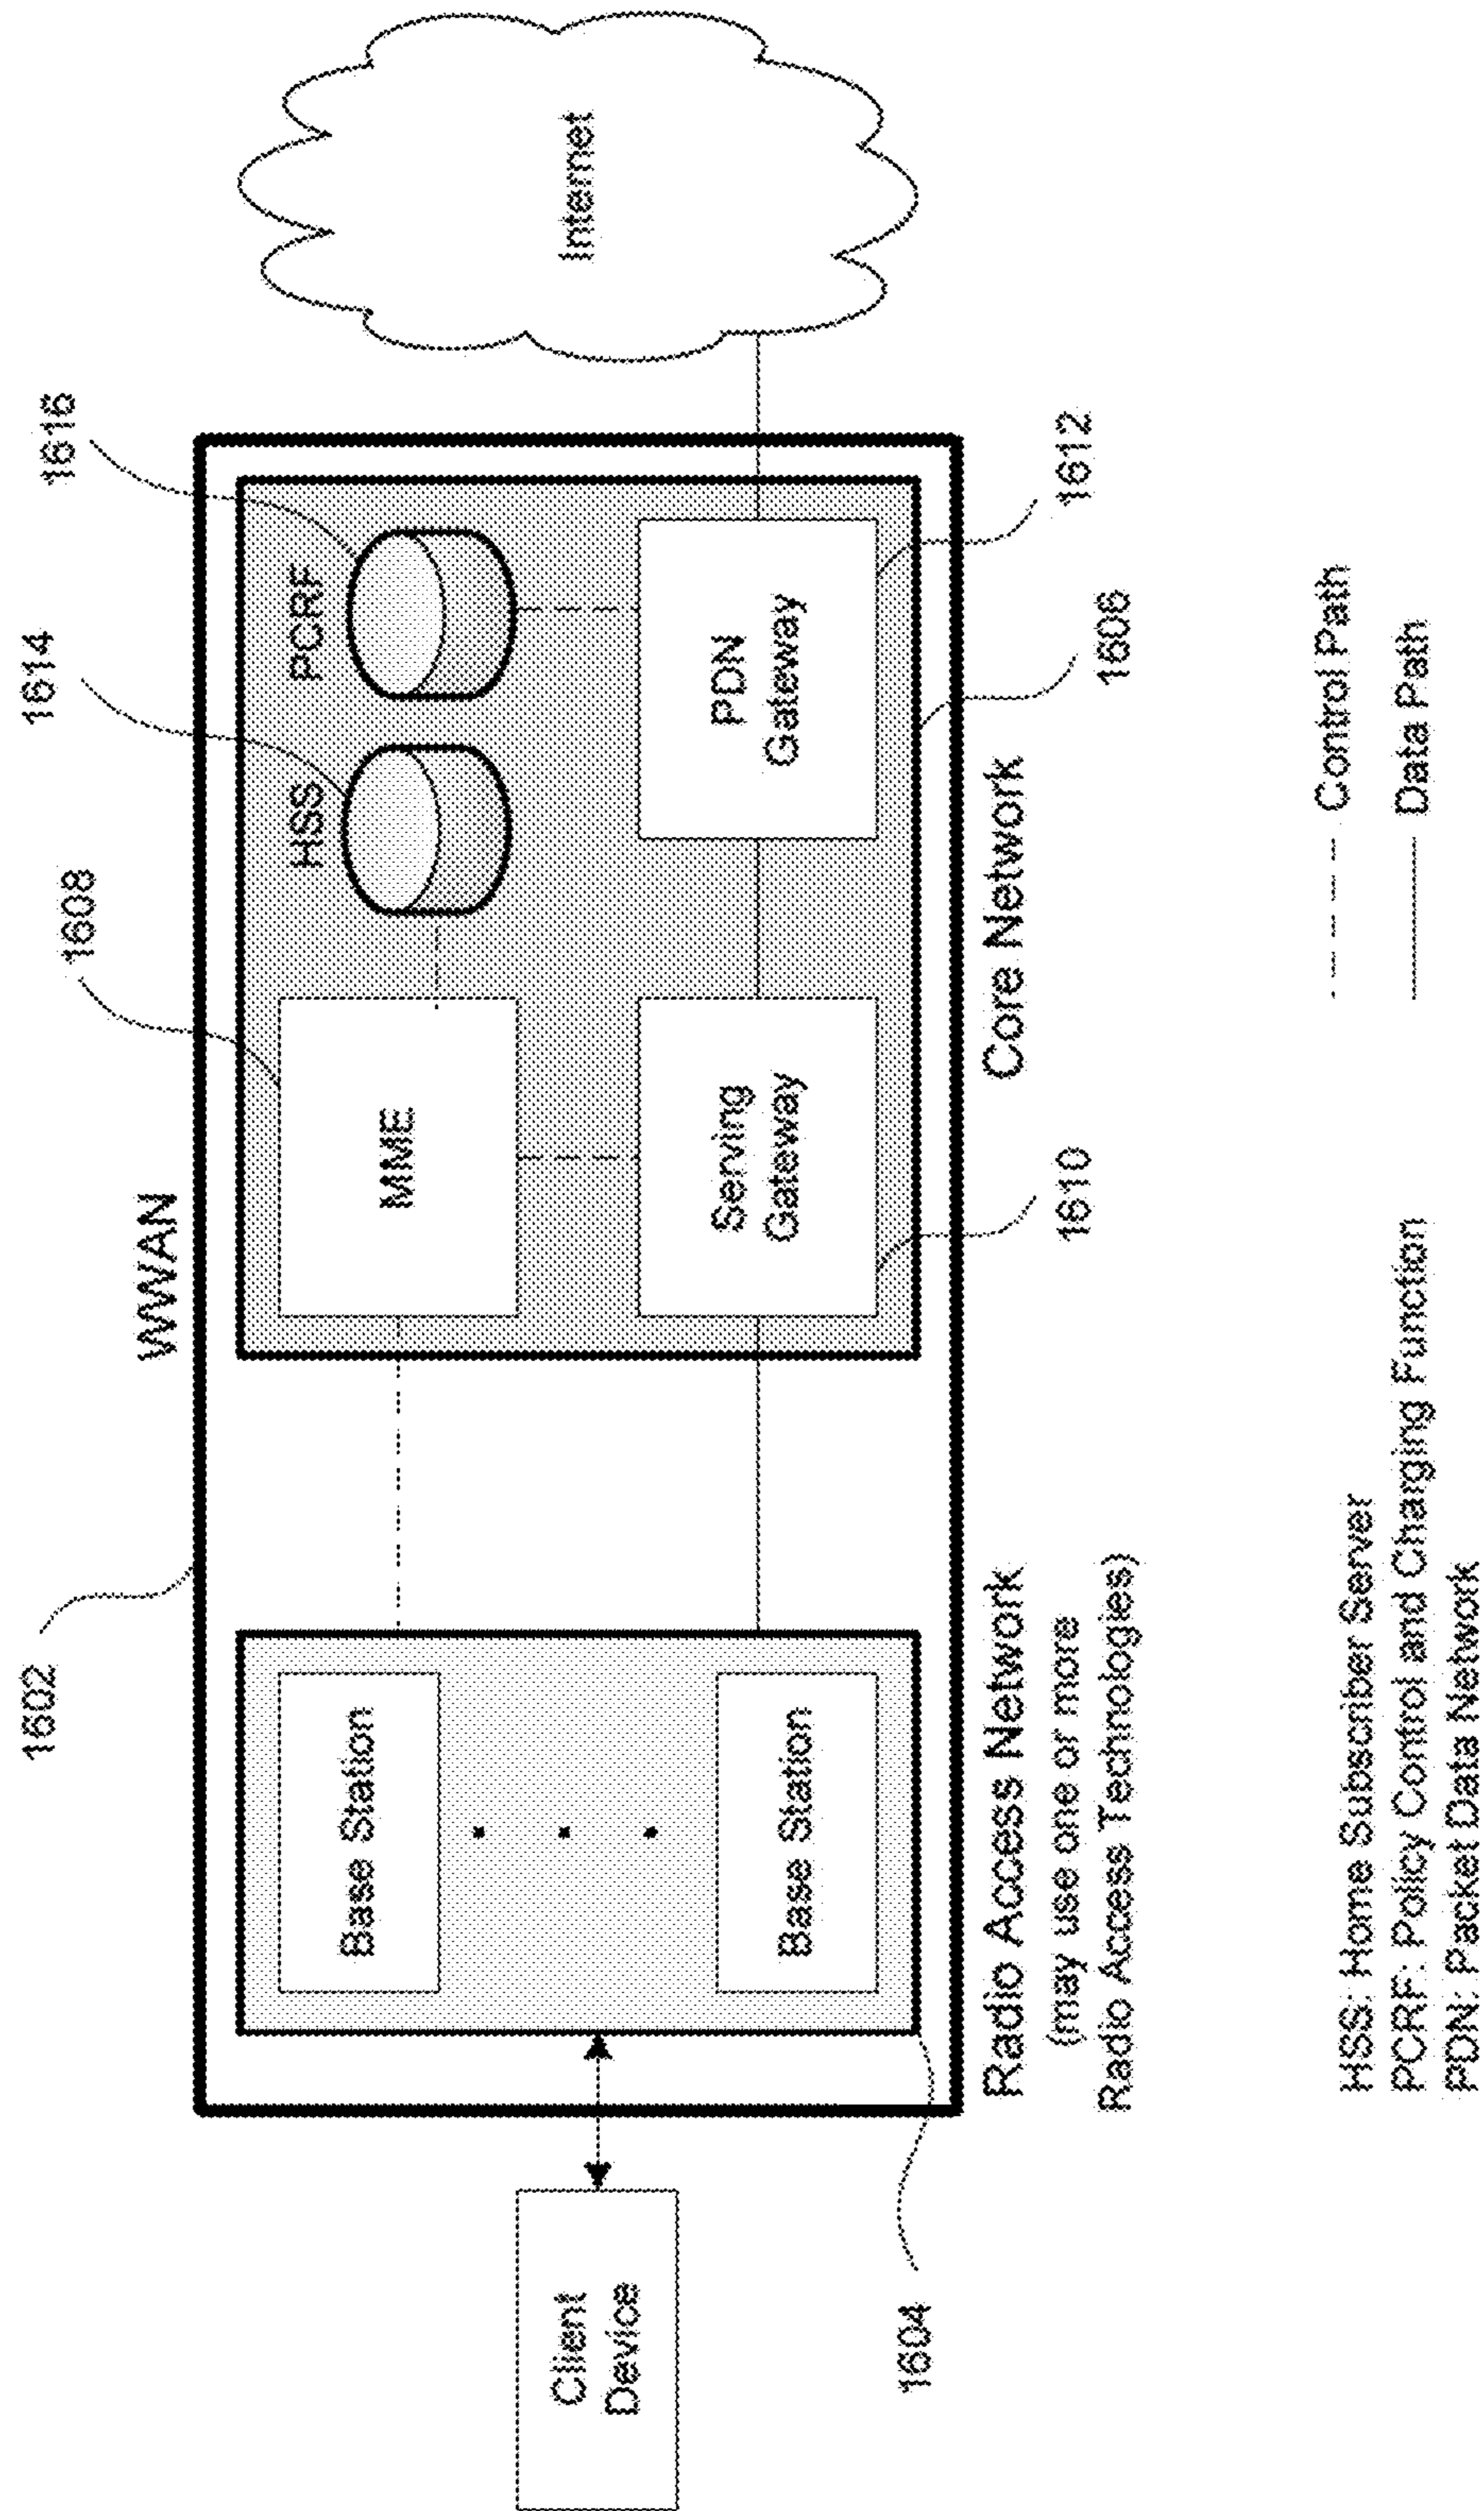 1602
WWAN
1608
1614
1616
Client
Device
Base Station
Base Station
MME
HSS
PCRF
Serving
Gateway
PDN
Gateway
Internet
1604
Radio Access Network
(may use one or more
Radio Access Technologies)
Core Network
1610
1606
1612
HSS: Home Subscriber Server
PCRF: Policy Control and Charging Function
PDN: Packet Data Network
Control Path
Data Path